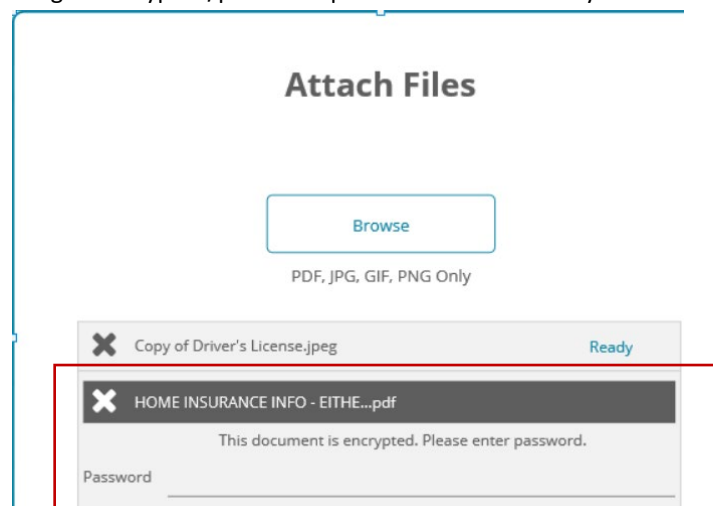 Attach Files
Browse
PDF, JPG, GIF, PNG Only
Copy of Driver's License.jpeg Ready
HOME INSURANCE INFO - EITHE...pdf
This document is encrypted. Please enter password.
Password